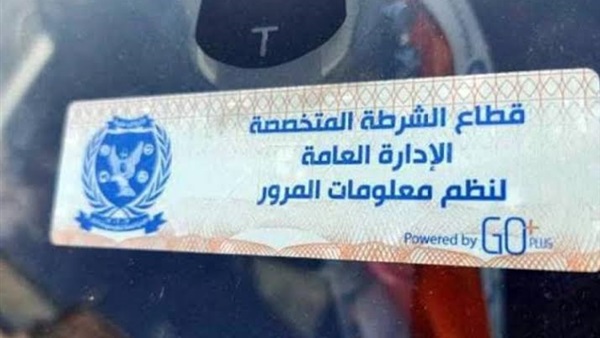 T
قطاع الشرطة المتخصصة
الإدارة العامة
لنظم معلومات المرور
Powered by GO+ PLUS